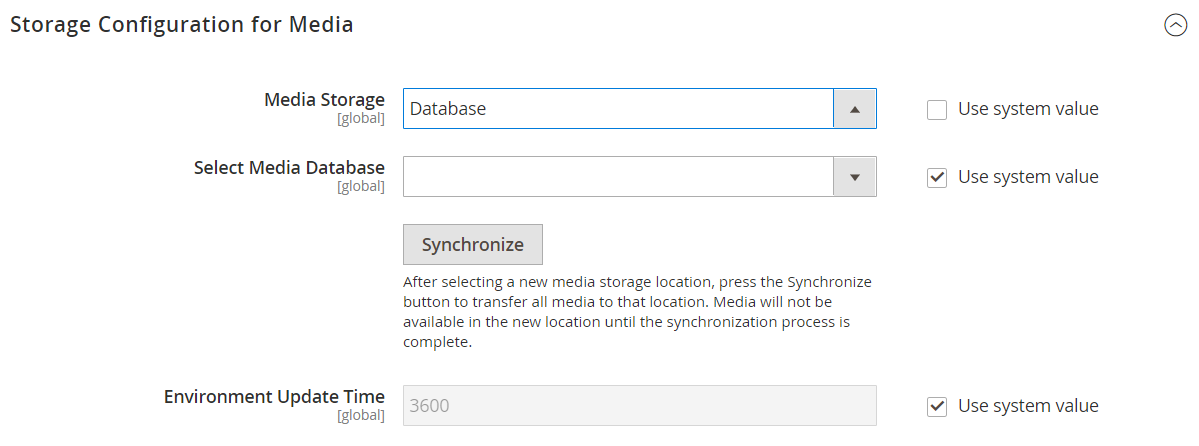 Storage Configuration for Media
Media Storage
[global]
Database
Use system value
Select Media Database
[global]
Use system value
Synchronize
After selecting a new media storage location, press the Synchronize
button to transfer all media to that location. Media will not be
available in the new location until the synchronization process is
complete.
Environment Update Time
[global]
3600
Use system value